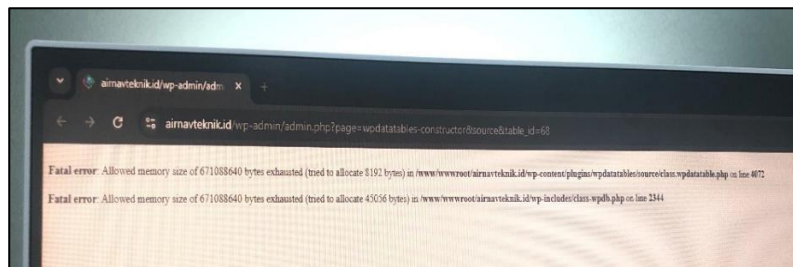 airnavteknik.id/wp-admin/adm
airnavteknik.id/wp-admin/admin.php?page=wpdatatables-constructor&source&table_id=68
Fatal error: Allowed memory size of 671088640 bytes exhausted (tried to allocate 8192 bytes) in /www/wwwroot/airnavteknik.id/wp-content/plugins/wpdatatables/source/class.wpdatatable.php on line 4072
Fatal error: Allowed memory size of 671088640 bytes exhausted (tried to allocate 45056 bytes) in /www/wwwroot/airnavteknik.id/wp-includes/class-wpdb.php on line 2344